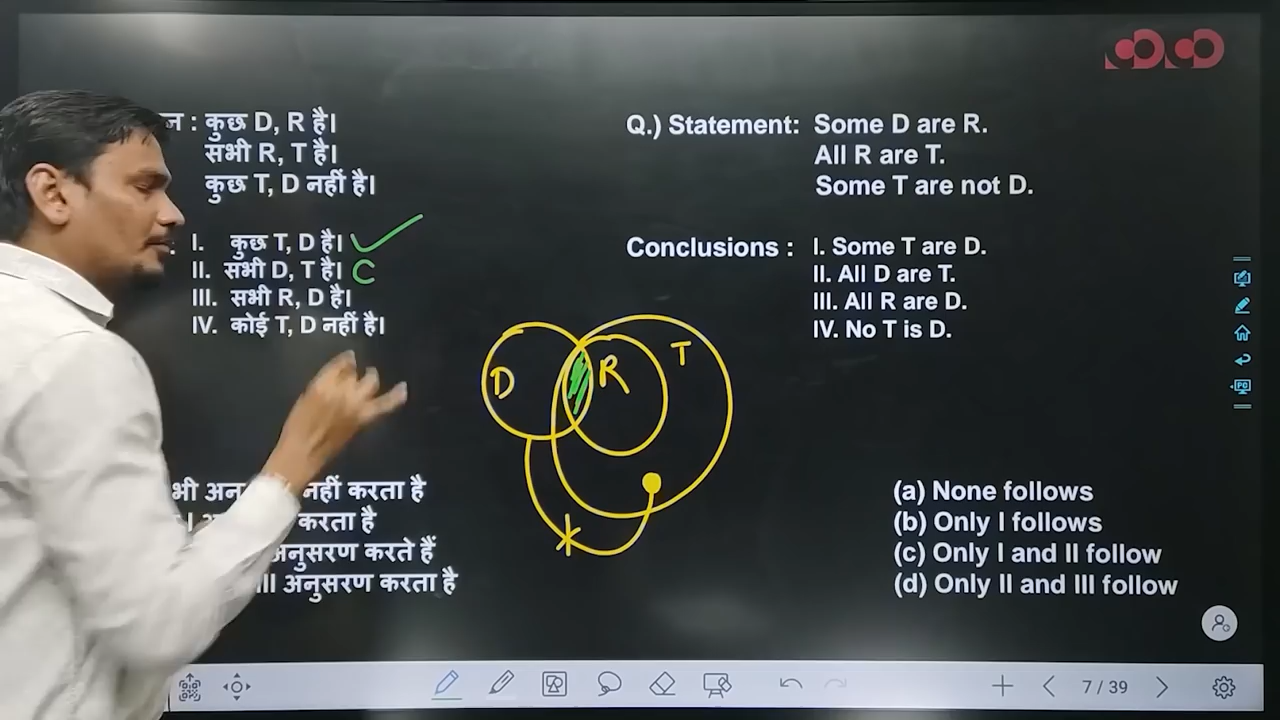 : कुछ D, R है।
सभी R, T है।
कुछ T, D नहीं है।
I. कुछ T, D है। ✓
II. सभी D, T है। C
III. सभी R, D है।
IV. कोई T, D नहीं है।
नहीं करता है
करता है
अनुसरण करते हैं
III अनुसरण करता है
D
R
T
Q.) Statement: Some D are R.
All R are T.
Some T are not D.
Conclusions : I. Some T are D.
II. All D are T.
III. All R are D.
IV. No T is D.
(a) None follows
(b) Only I follows
(c) Only I and II follow
(d) Only II and III follow
7 / 39